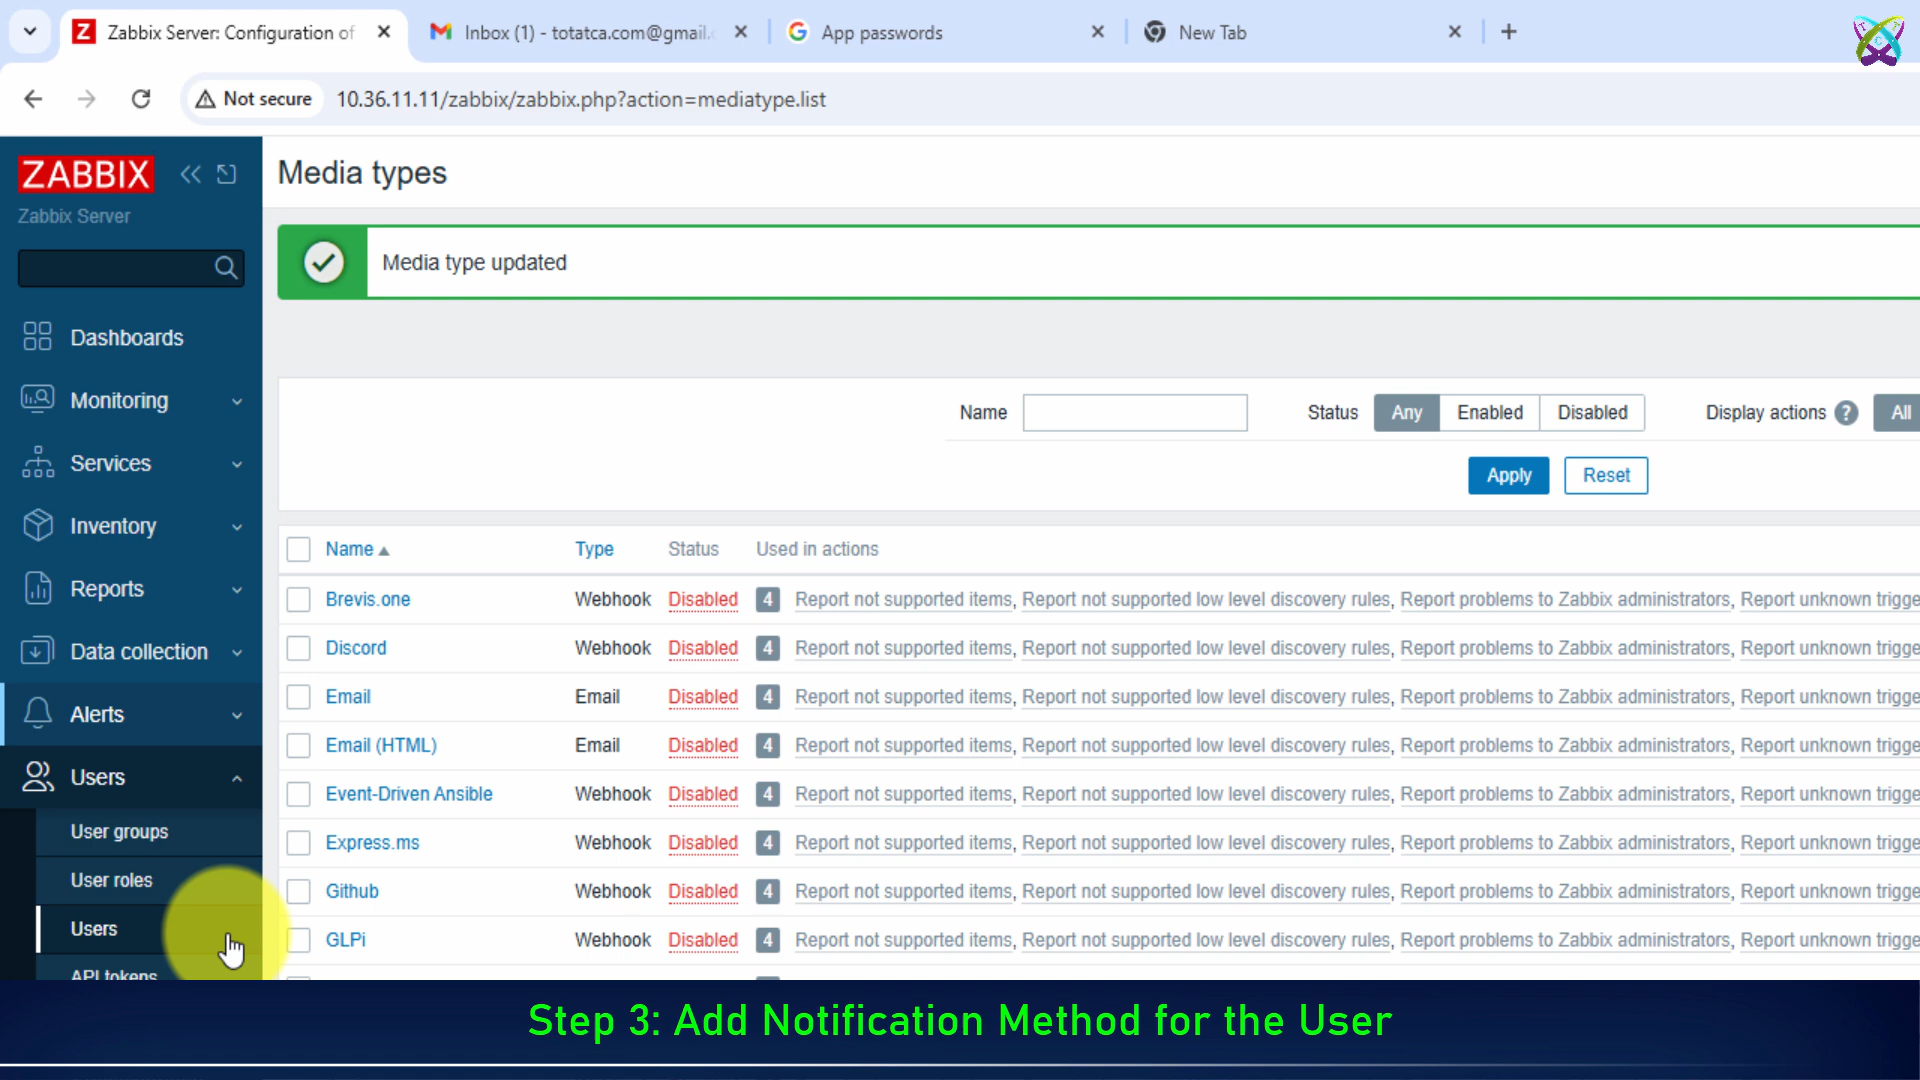 Zabbix Server: Configuration of
Inbox (1) - totatca.com@gmail.c
App passwords
New Tab
Not secure
10.36.11.11/zabbix/zabbix.php?action=mediatype.list
ZABBIX
Zabbix Server
Dashboards
Monitoring
Services
Inventory
Reports
Data collection
Alerts
Users
User groups
User roles
Users
API tokens
Media types
Media type updated
Name
Status Any Enabled Disabled
Display actions ? All
Apply Reset
Name Type Status Used in actions
Brevis.one Webhook Disabled 4 Report not supported items, Report not supported low level discovery rules, Report problems to Zabbix administrators, Report unknown trigge
Discord Webhook Disabled 4 Report not supported items, Report not supported low level discovery rules, Report problems to Zabbix administrators, Report unknown trigge
Email Email Disabled 4 Report not supported items, Report not supported low level discovery rules, Report problems to Zabbix administrators, Report unknown trigge
Email (HTML) Email Disabled 4 Report not supported items, Report not supported low level discovery rules, Report problems to Zabbix administrators, Report unknown trigge
Event-Driven Ansible Webhook Disabled 4 Report not supported items, Report not supported low level discovery rules, Report problems to Zabbix administrators, Report unknown trigge
Express.ms Webhook Disabled 4 Report not supported items, Report not supported low level discovery rules, Report problems to Zabbix administrators, Report unknown trigge
Github Webhook Disabled 4 Report not supported items, Report not supported low level discovery rules, Report problems to Zabbix administrators, Report unknown trigge
GLPi Webhook Disabled 4 Report not supported items, Report not supported low level discovery rules, Report problems to Zabbix administrators, Report unknown trigge
Step 3: Add Notification Method for the User